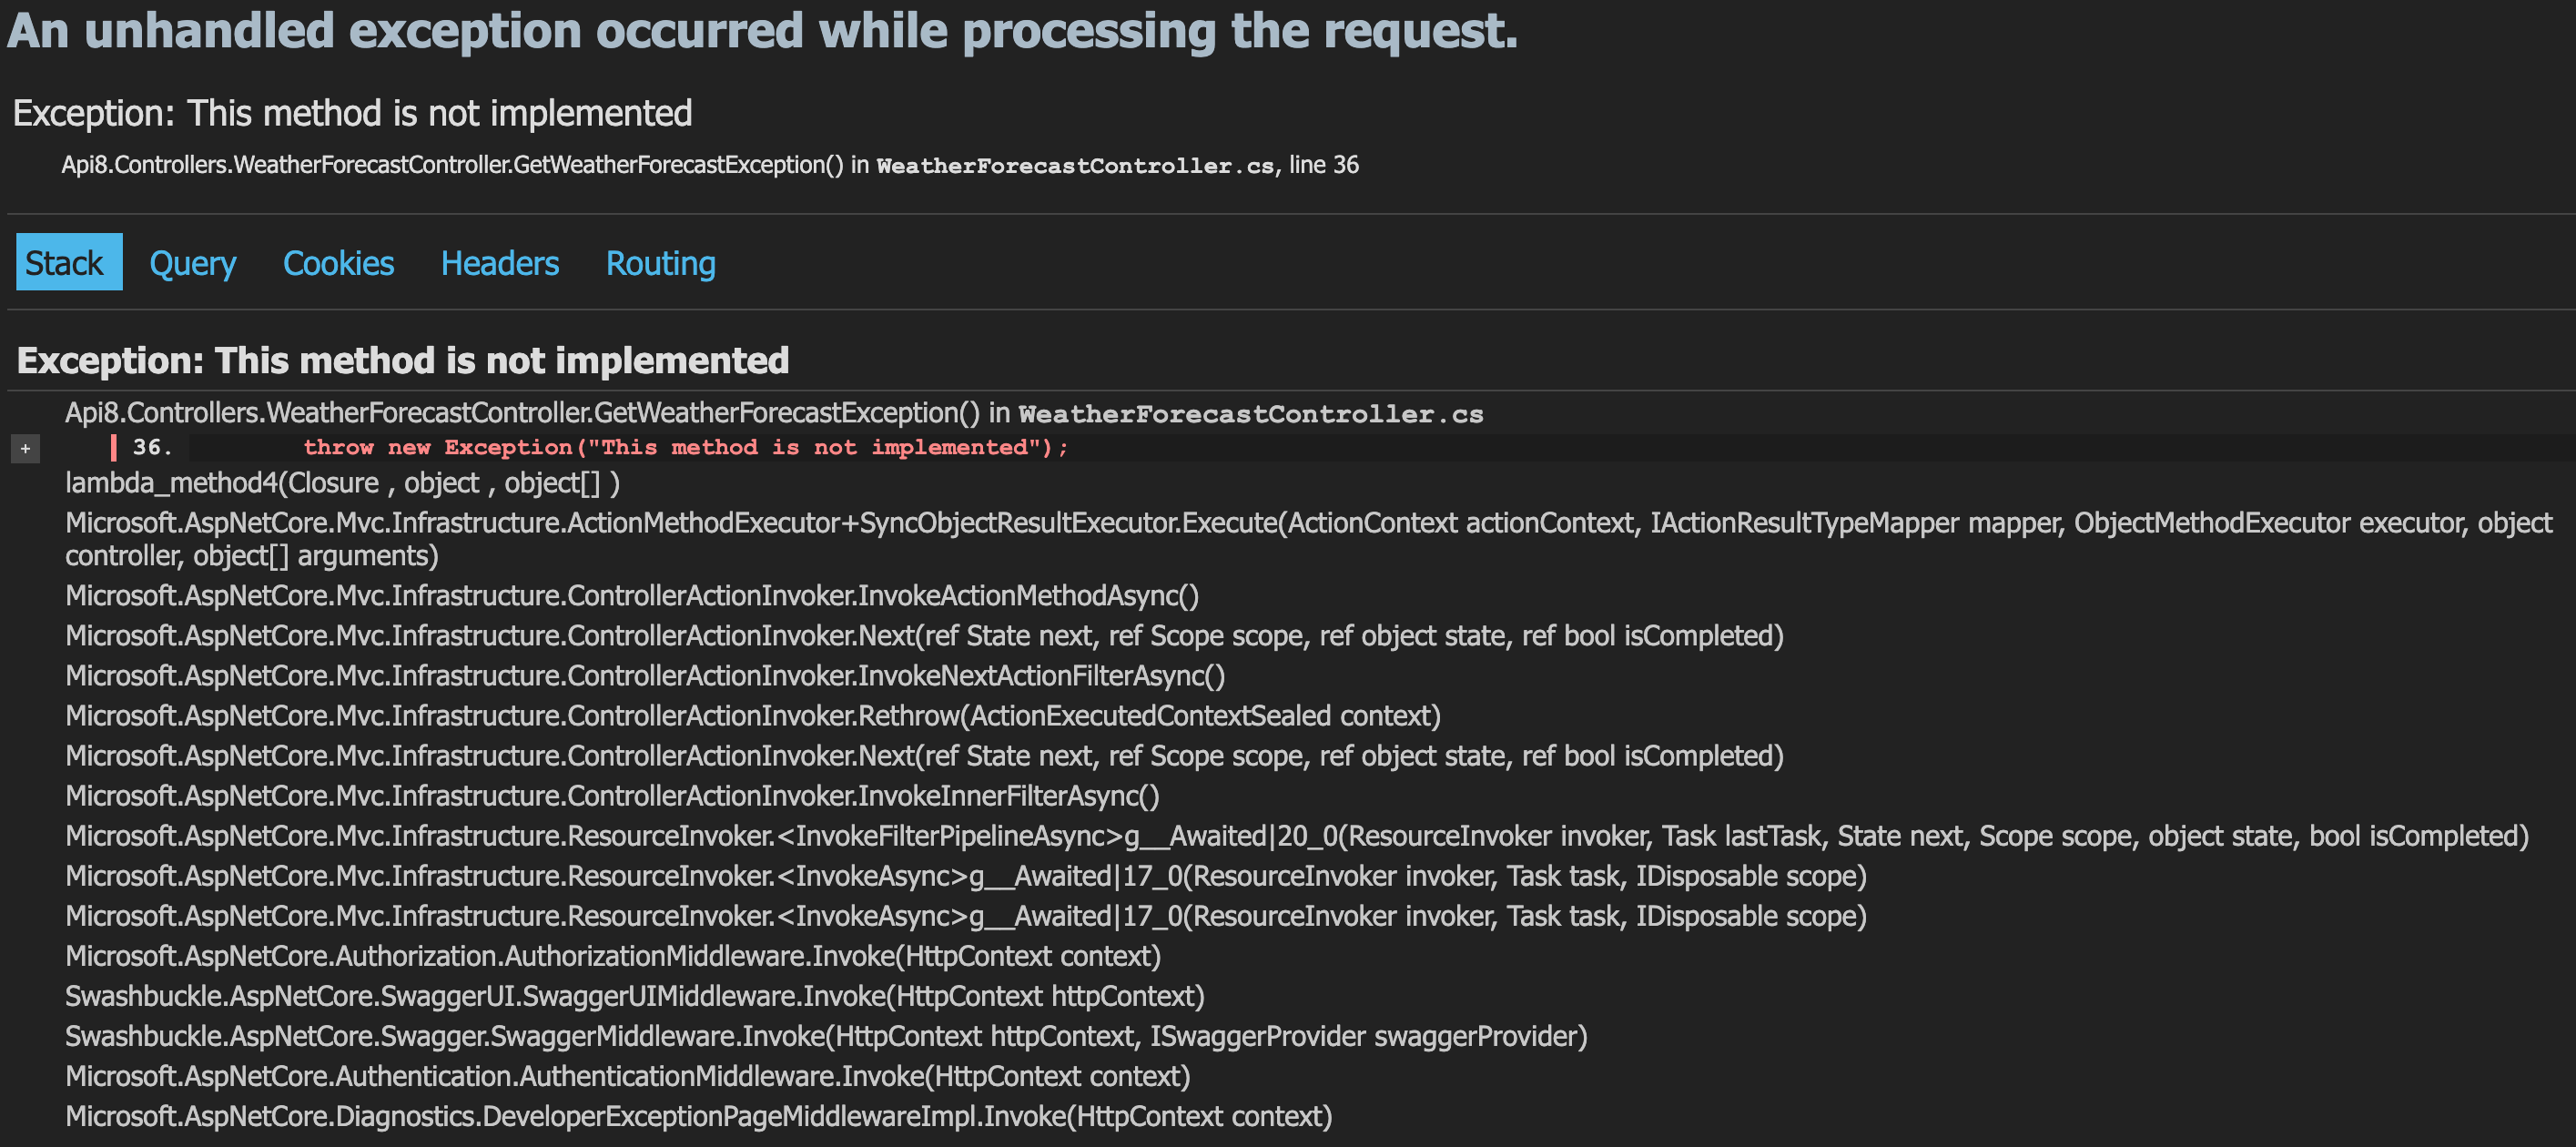 An unhandled exception occurred while processing the request.
Exception: This method is not implemented
Api8.Controllers.WeatherForecastController.GetWeatherForecastException() in WeatherForecastController.cs, line 36
Stack Query Cookies Headers Routing
Exception: This method is not implemented
Api8.Controllers.WeatherForecastController.GetWeatherForecastException() in WeatherForecastController.cs
+ 36. throw new Exception("This method is not implemented");
lambda_method4(Closure , object , object[] )
Microsoft.AspNetCore.Mvc.Infrastructure.ActionMethodExecutor+SyncObjectResultExecutor.Execute(ActionContext actionContext, IActionResultTypeMapper mapper, ObjectMethodExecutor executor, object
controller, object[] arguments)
Microsoft.AspNetCore.Mvc.Infrastructure.ControllerActionInvoker.InvokeActionMethodAsync()
Microsoft.AspNetCore.Mvc.Infrastructure.ControllerActionInvoker.Next(ref State next, ref Scope scope, ref object state, ref bool isCompleted)
Microsoft.AspNetCore.Mvc.Infrastructure.ControllerActionInvoker.InvokeNextActionFilterAsync()
Microsoft.AspNetCore.Mvc.Infrastructure.ControllerActionInvoker.Rethrow(ActionExecutedContextSealed context)
Microsoft.AspNetCore.Mvc.Infrastructure.ControllerActionInvoker.Next(ref State next, ref Scope scope, ref object state, ref bool isCompleted)
Microsoft.AspNetCore.Mvc.Infrastructure.ControllerActionInvoker.InvokeInnerFilterAsync()
Microsoft.AspNetCore.Mvc.Infrastructure.ResourceInvoker.<InvokeFilterPipelineAsync>g__Awaited|20_0(ResourceInvoker invoker, Task lastTask, State next, Scope scope, object state, bool isCompleted)
Microsoft.AspNetCore.Mvc.Infrastructure.ResourceInvoker.<InvokeAsync>g__Awaited|17_0(ResourceInvoker invoker, Task task, IDisposable scope)
Microsoft.AspNetCore.Mvc.Infrastructure.ResourceInvoker.<InvokeAsync>g__Awaited|17_0(ResourceInvoker invoker, Task task, IDisposable scope)
Microsoft.AspNetCore.Authorization.AuthorizationMiddleware.Invoke(HttpContext context)
Swashbuckle.AspNetCore.SwaggerUI.SwaggerUIMiddleware.Invoke(HttpContext httpContext)
Swashbuckle.AspNetCore.Swagger.SwaggerMiddleware.Invoke(HttpContext httpContext, ISwaggerProvider swaggerProvider)
Microsoft.AspNetCore.Authentication.AuthenticationMiddleware.Invoke(HttpContext context)
Microsoft.AspNetCore.Diagnostics.DeveloperExceptionPageMiddlewareImpl.Invoke(HttpContext context)